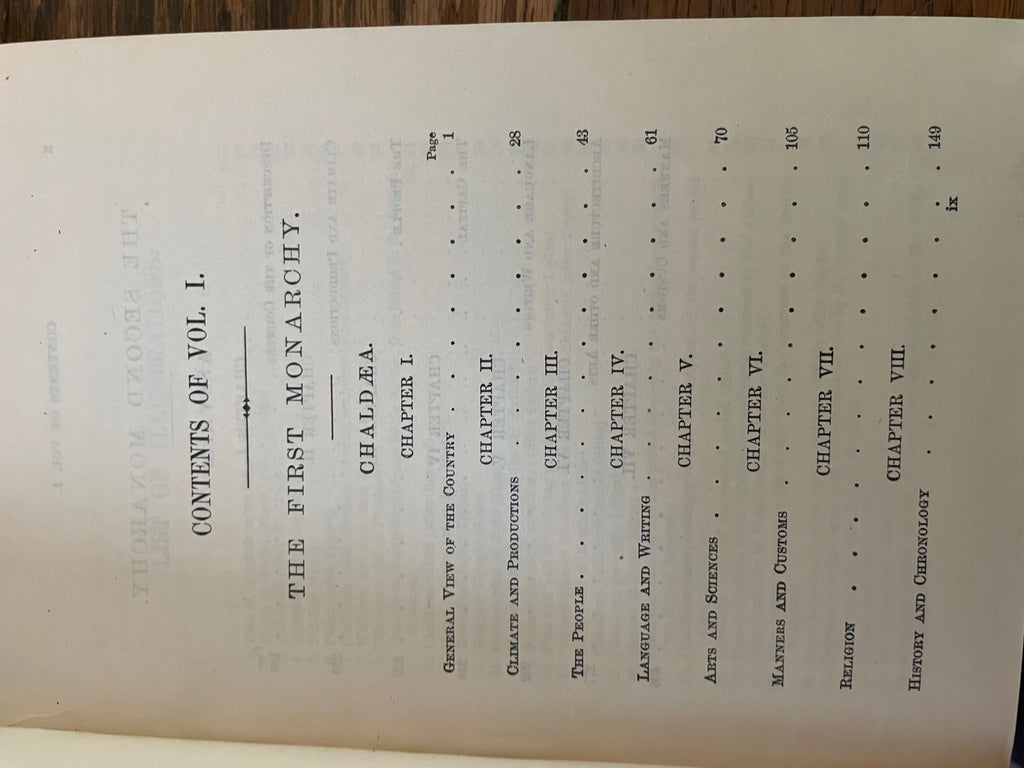 CONTENTS OF VOL. I.
THE FIRST MONARCHY.
CHALDÆA.
CHAPTER I.
Page
GENERAL VIEW OF THE COUNTRY . . . . . . . . 1
CHAPTER II.
CLIMATE AND PRODUCTIONS . . . . . . . . . 28
CHAPTER III.
THE PEOPLE . . . . . . . . . . . . 43
CHAPTER IV.
LANGUAGE AND WRITING . . . . . . . . . . 61
CHAPTER V.
ARTS AND SCIENCES . . . . . . . . . . . 70
CHAPTER VI.
MANNERS AND CUSTOMS . . . . . . . . . . 105
CHAPTER VII.
RELIGION . . . . . . . . . . . . . 110
CHAPTER VIII.
HISTORY AND CHRONOLOGY . . . . . . . . . 149
ix